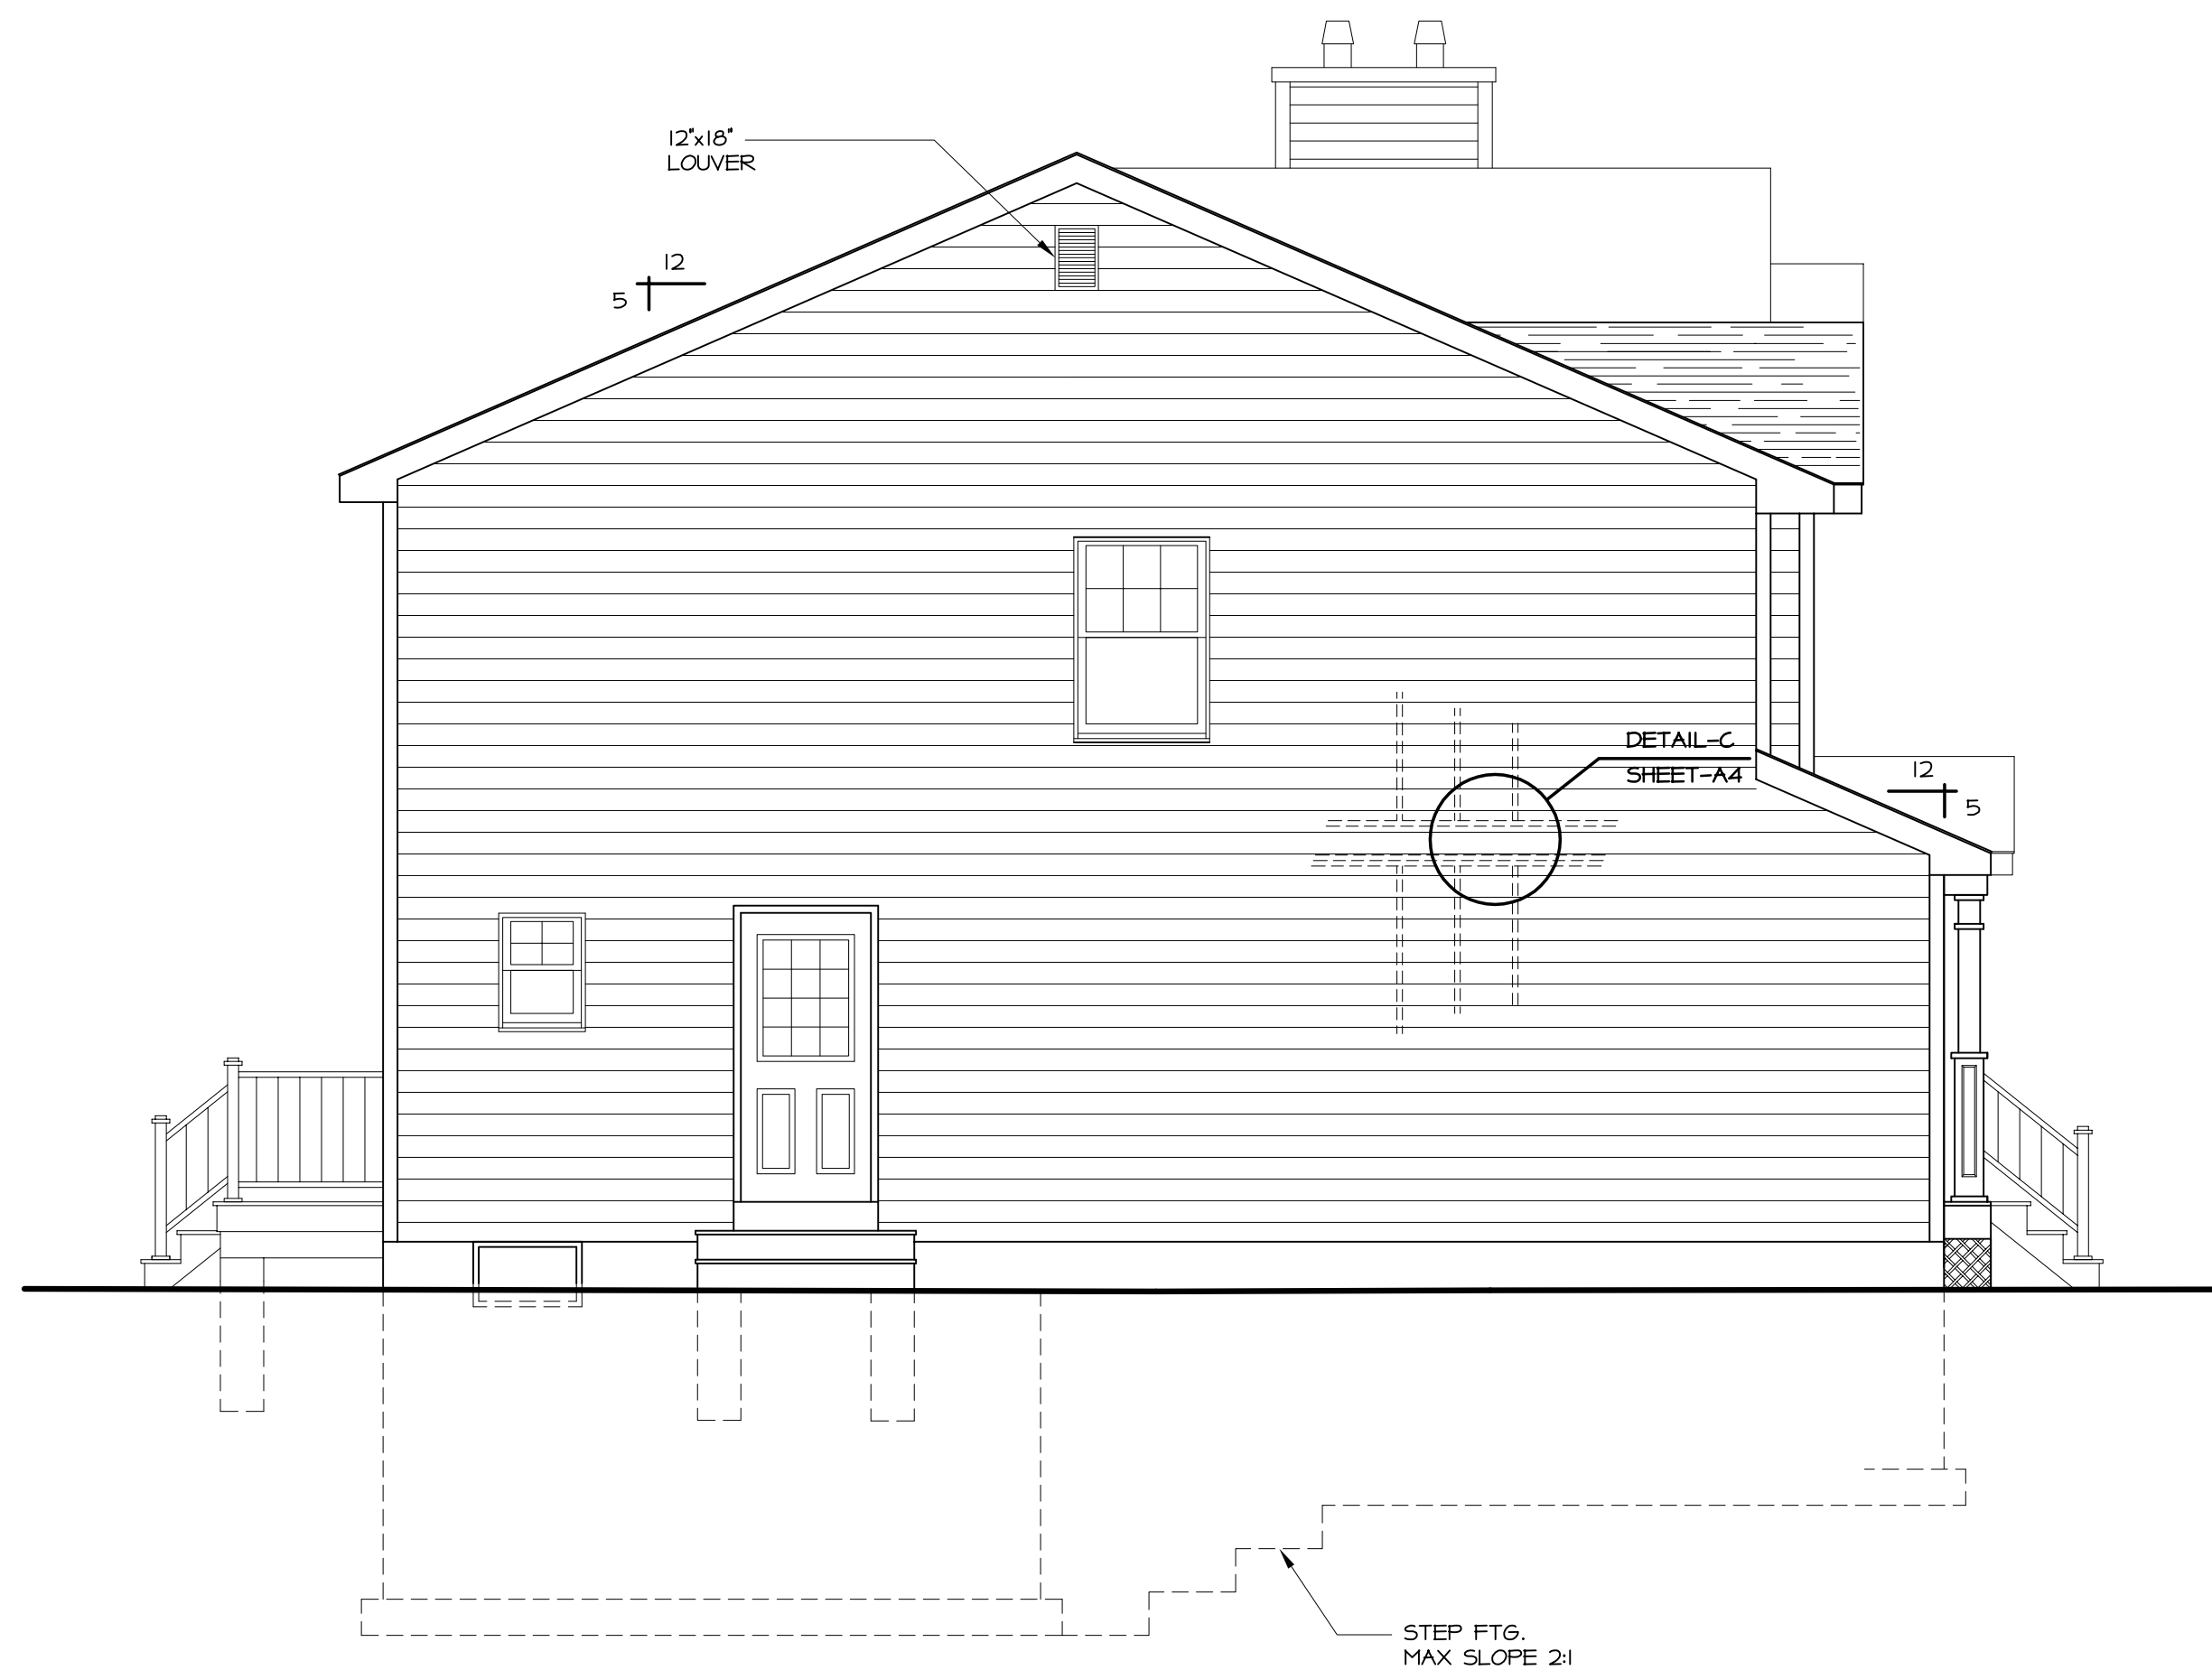 12"x18"
LOUVER
12
5
DETAIL-C
SHEET-A4
12
5
STEP FTG.
MAX SLOPE 2:1